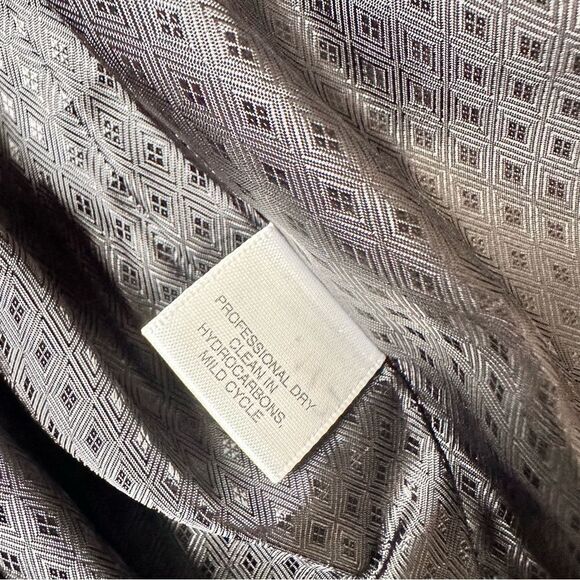 PROFESSIONAL DRY
CLEAN IN
HYDROCARBONS,
MILD CYCLE